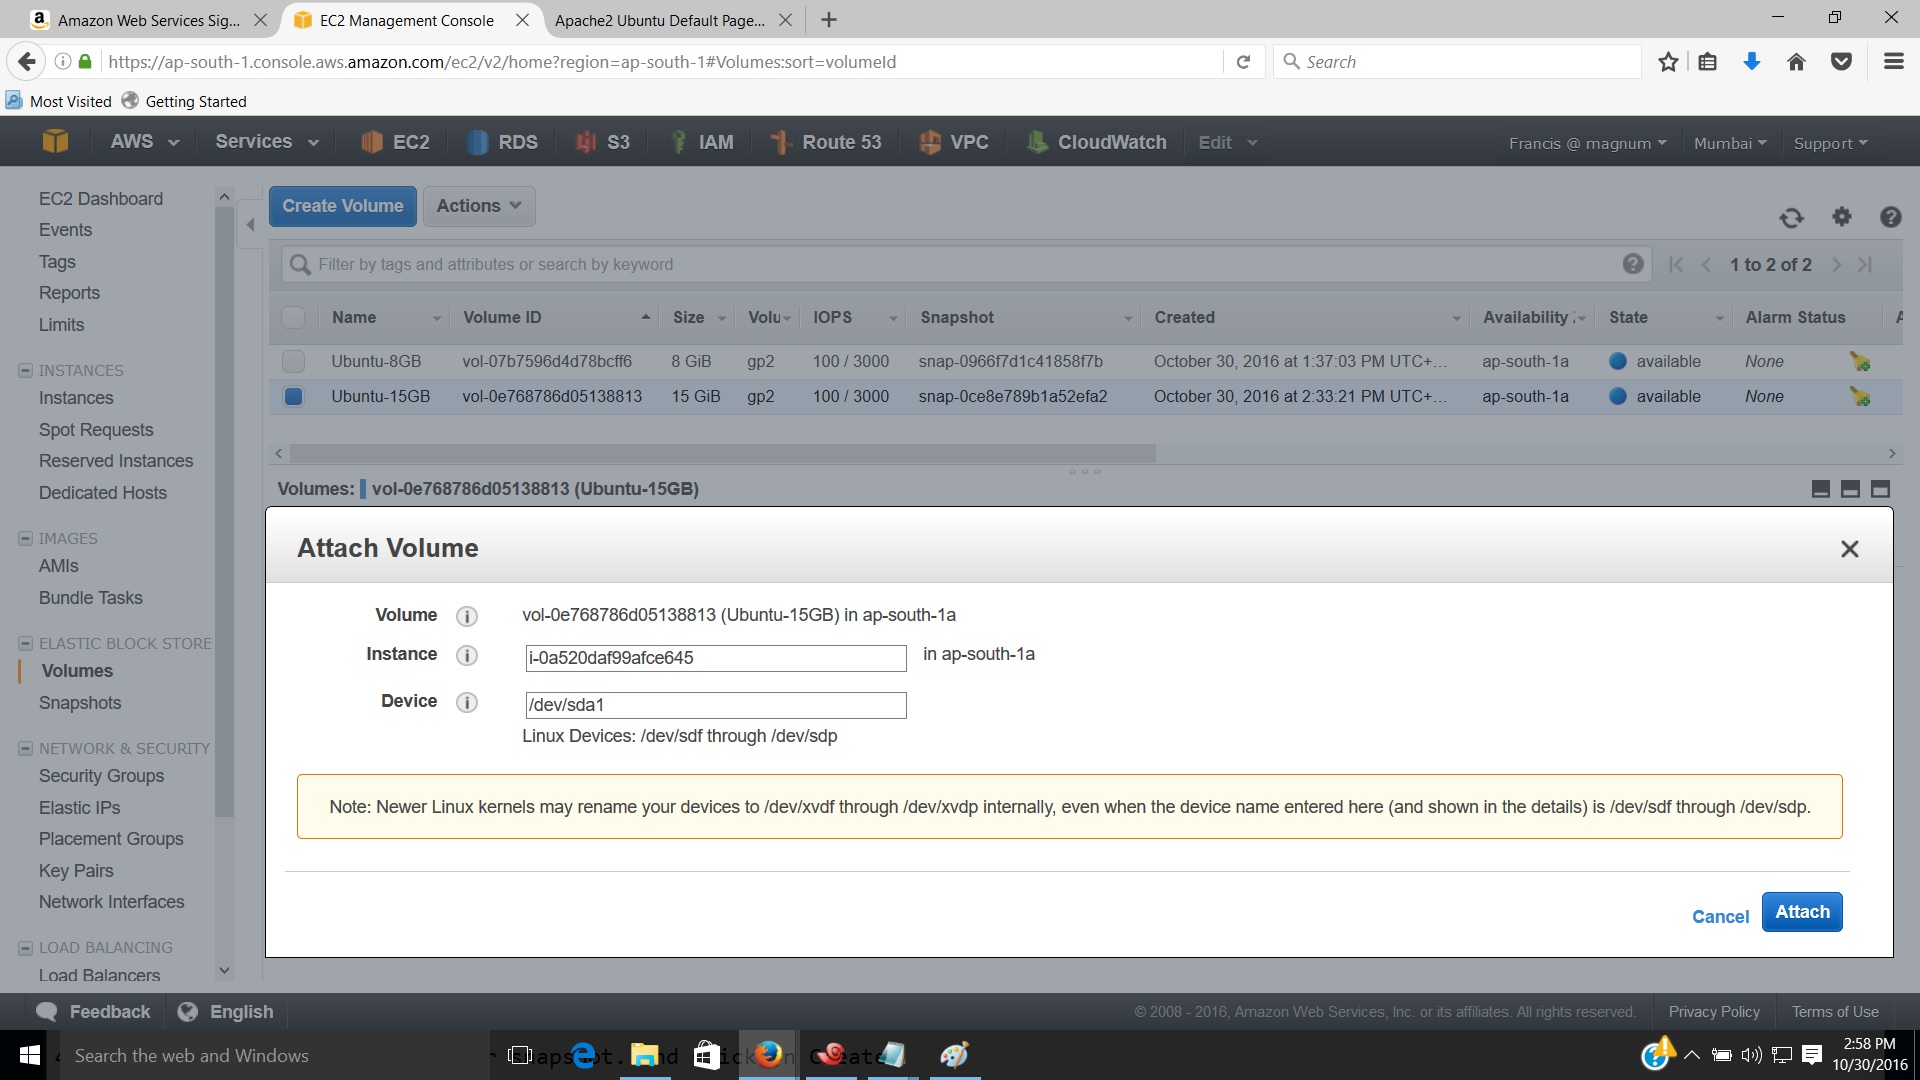 Amazon Web Services Sig...
EC2 Management Console
Apache2 Ubuntu Default Page...
https://ap-south-1.console.aws.amazon.com/ec2/v2/home?region=ap-south-1#Volumes:sort=volumeId
Search
Most Visited
Getting Started
AWS
Services
EC2
RDS
S3
IAM
Route 53
VPC
CloudWatch
Edit
Francis @ magnum
Mumbai
Support
EC2 Dashboard
Events
Tags
Reports
Limits
INSTANCES
Instances
Spot Requests
Reserved Instances
Dedicated Hosts
IMAGES
AMIs
Bundle Tasks
ELASTIC BLOCK STORE
Volumes
Snapshots
NETWORK & SECURITY
Security Groups
Elastic IPs
Placement Groups
Key Pairs
Network Interfaces
LOAD BALANCING
Load Balancers
Create Volume
Actions
Filter by tags and attributes or search by keyword
1 to 2 of 2
Name Volume ID Size Volu IOPS Snapshot Created Availability State Alarm Status
Ubuntu-8GB vol-07b7596d4d78bcff6 8 GiB gp2 100 / 3000 snap-0966f7d1c41858f7b October 30, 2016 at 1:37:03 PM UTC+... ap-south-1a available None
Ubuntu-15GB vol-0e768786d05138813 15 GiB gp2 100 / 3000 snap-0ce8e789b1a52efa2 October 30, 2016 at 2:33:21 PM UTC+... ap-south-1a available None
Volumes: vol-0e768786d05138813 (Ubuntu-15GB)
Attach Volume
Volume vol-0e768786d05138813 (Ubuntu-15GB) in ap-south-1a
Instance i-0a520daf99afce645 in ap-south-1a
Device /dev/sda1
Linux Devices: /dev/sdf through /dev/sdp
Note: Newer Linux kernels may rename your devices to /dev/xvdf through /dev/xvdp internally, even when the device name entered here (and shown in the details) is /dev/sdf through /dev/sdp.
Cancel
Attach
Feedback
English
© 2008 - 2016, Amazon Web Services, Inc. or its affiliates. All rights reserved.
Privacy Policy
Terms of Use
Search the web and Windows
2:58 PM
10/30/2016